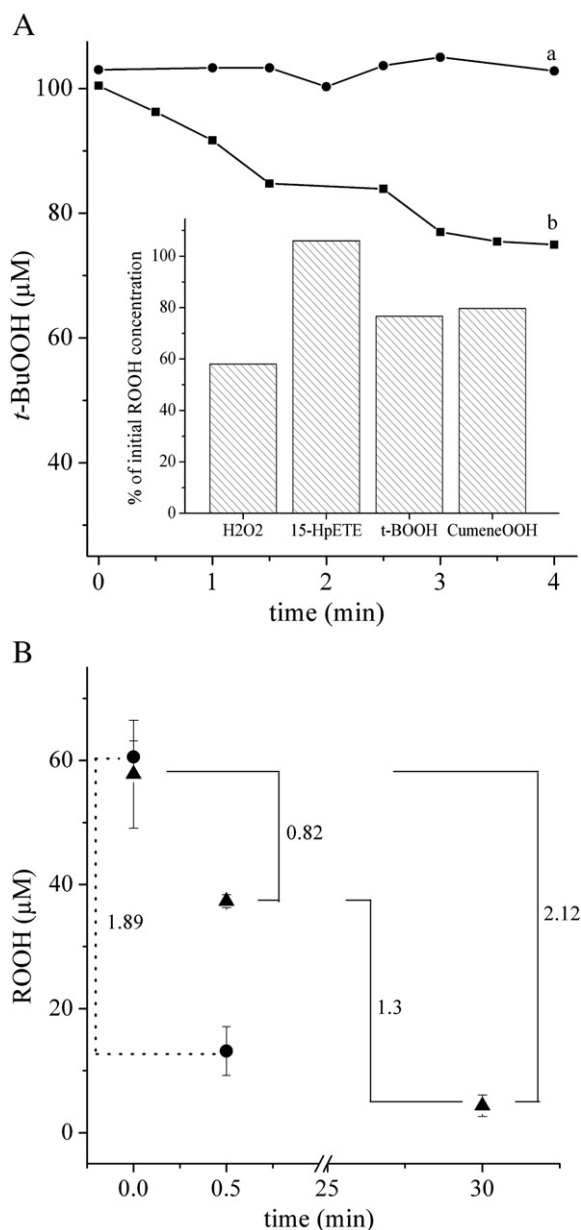 A
t-BuOOH (µM)
100
80
60
40
a
b
% of initial ROOH concentration
100
80
60
40
20
0
H2O2 15-HpETE t-BOOH CumeneOOH
0 1 2 3 4
time (min)
B
ROOH (µM)
60
40
20
0
0.82
1.89
2.12
1.3
0.0 0.5 25 30
time (min)